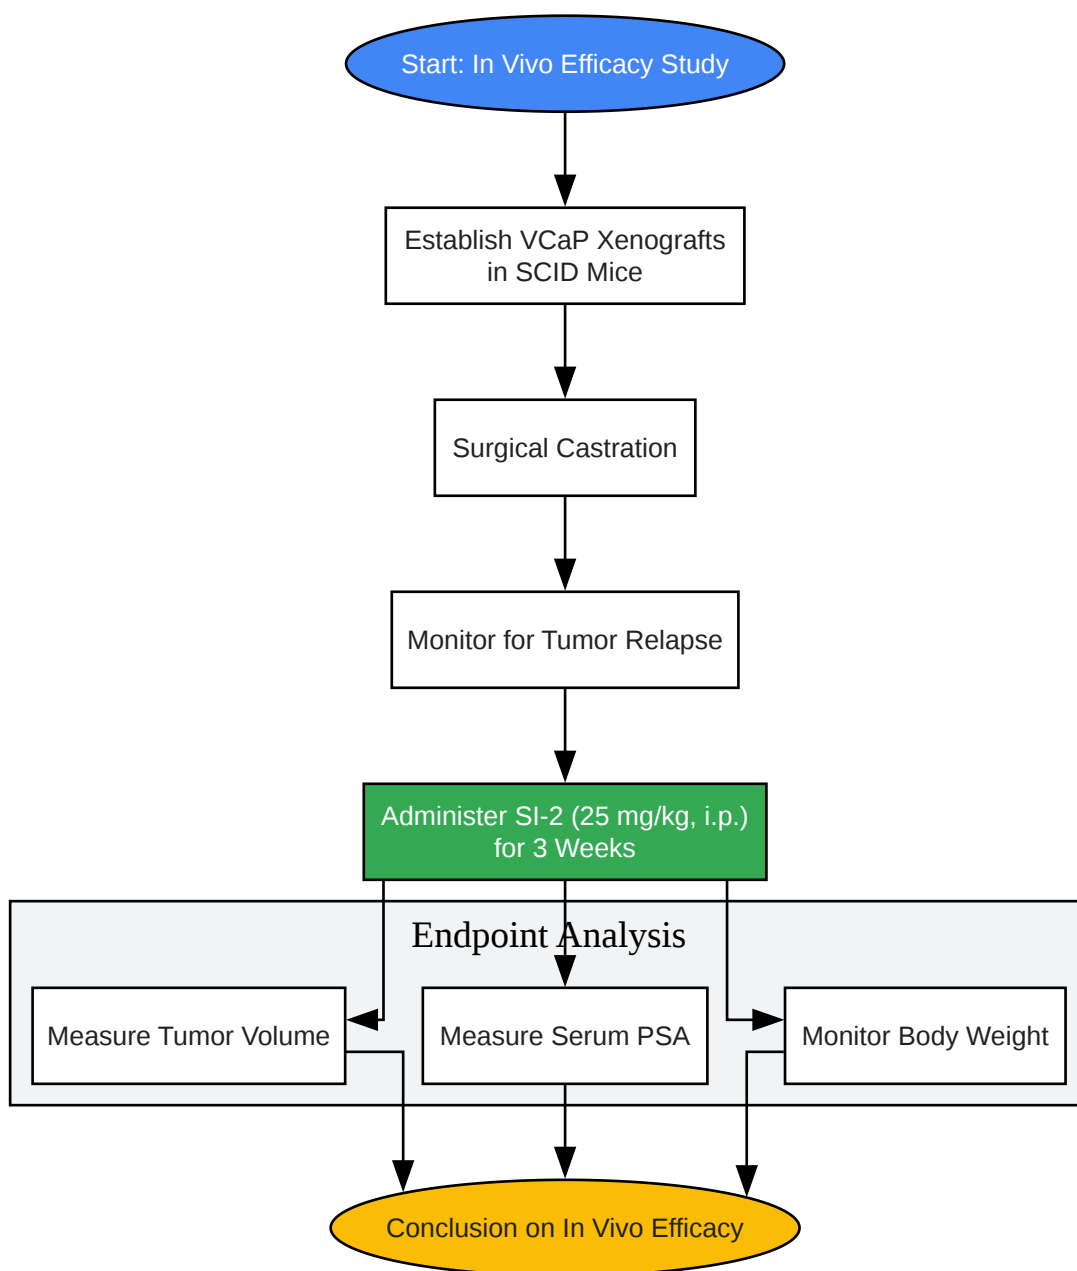 Start: In Vivo Efficacy Study
Establish VCaP Xenografts
in SCID Mice
Surgical Castration
Monitor for Tumor Relapse
Administer SI-2 (25 mg/kg, i.p.)
for 3 Weeks
Endpoint Analysis
Measure Tumor Volume
Measure Serum PSA
Monitor Body Weight
Conclusion on In Vivo Efficacy